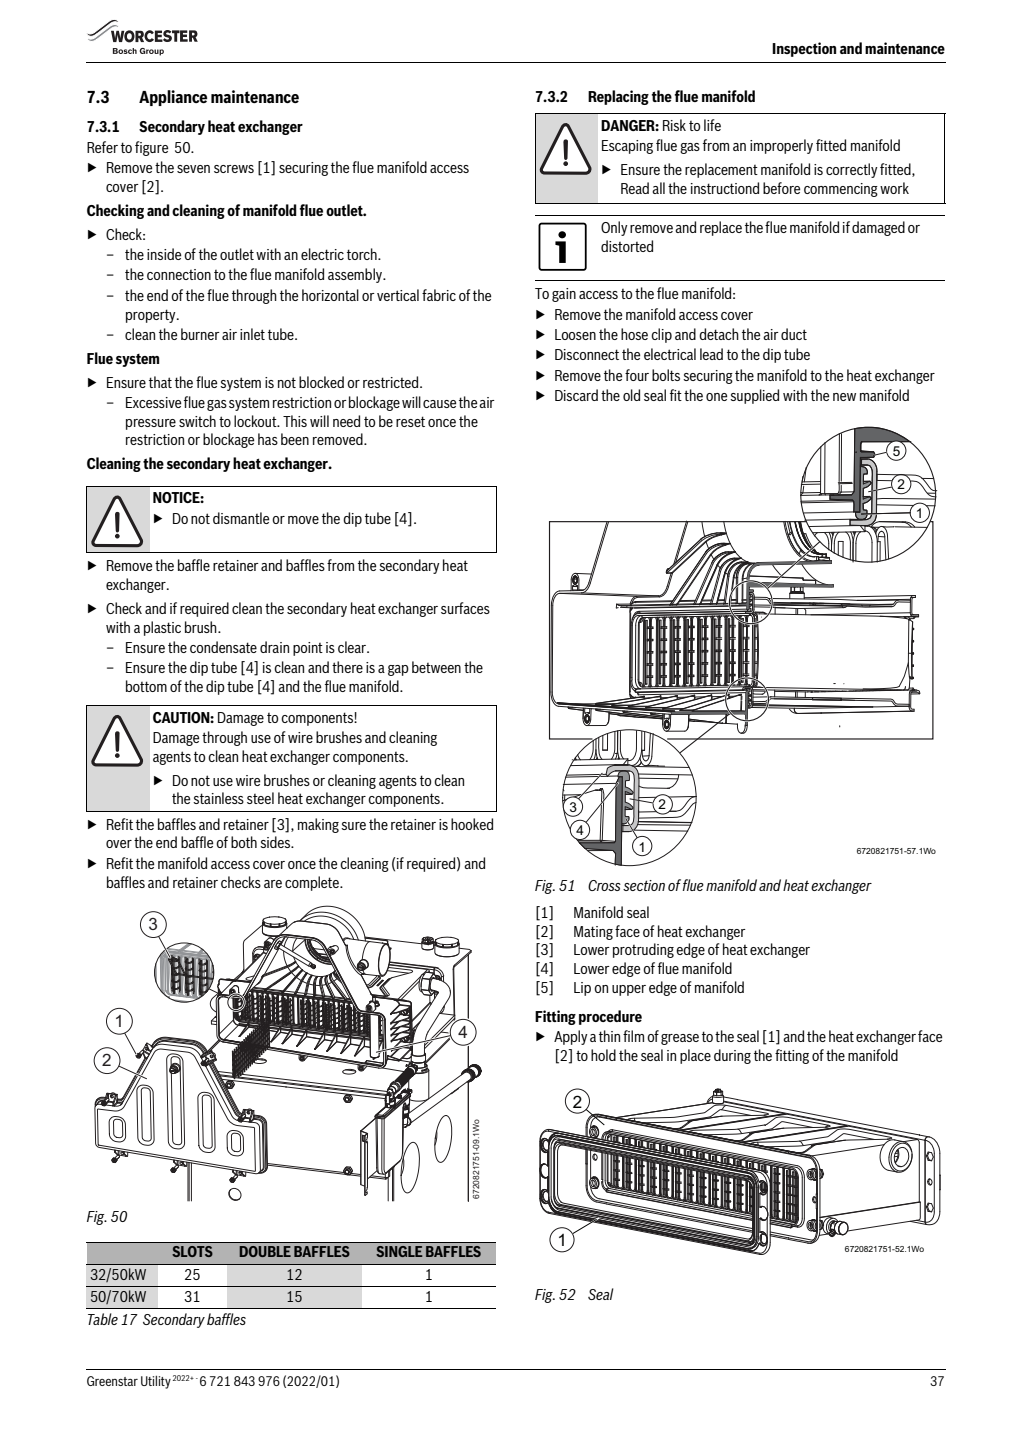 WORCESTER
Bosch Group
Inspection and maintenance
7.3 Appliance maintenance
7.3.1 Secondary heat exchanger
Refer to figure 50.
▶ Remove the seven screws [1] securing the flue manifold access
cover [2].
Checking and cleaning of manifold flue outlet.
▶ Check:
– the inside of the outlet with an electric torch.
– the connection to the flue manifold assembly.
– the end of the flue through the horizontal or vertical fabric of the
property.
– clean the burner air inlet tube.
Flue system
▶ Ensure that the flue system is not blocked or restricted.
– Excessive flue gas system restriction or blockage will cause the air
pressure switch to lockout. This will need to be reset once the
restriction or blockage has been removed.
Cleaning the secondary heat exchanger.
NOTICE:
▶ Do not dismantle or move the dip tube [4].
▶ Remove the baffle retainer and baffles from the secondary heat
exchanger.
▶ Check and if required clean the secondary heat exchanger surfaces
with a plastic brush.
– Ensure the condensate drain point is clear.
– Ensure the dip tube [4] is clean and there is a gap between the
bottom of the dip tube [4] and the flue manifold.
CAUTION: Damage to components!
Damage through use of wire brushes and cleaning
agents to clean heat exchanger components.
▶ Do not use wire brushes or cleaning agents to clean
the stainless steel heat exchanger components.
▶ Refit the baffles and retainer [3], making sure the retainer is hooked
over the end baffle of both sides.
▶ Refit the manifold access cover once the cleaning (if required) and
baffles and retainer checks are complete.
3
1
2
4
6720821751-09.1Wo
Fig. 50
SLOTS DOUBLE BAFFLES SINGLE BAFFLES
32/50kW 25 12 1
50/70kW 31 15 1
Table 17 Secondary baffles
7.3.2 Replacing the flue manifold
DANGER: Risk to life
Escaping flue gas from an improperly fitted manifold
▶ Ensure the replacement manifold is correctly fitted,
Read all the instructiond before commencing work
Only remove and replace the flue manifold if damaged or
distorted
To gain access to the flue manifold:
▶ Remove the manifold access cover
▶ Loosen the hose clip and detach the air duct
▶ Disconnect the electrical lead to the dip tube
▶ Remove the four bolts securing the manifold to the heat exchanger
▶ Discard the old seal fit the one supplied with the new manifold
5
2
1
3
2
4
1
6720821751-57.1Wo
Fig. 51 Cross section of flue manifold and heat exchanger
[1] Manifold seal
[2] Mating face of heat exchanger
[3] Lower protruding edge of heat exchanger
[4] Lower edge of flue manifold
[5] Lip on upper edge of manifold
Fitting procedure
▶ Apply a thin film of grease to the seal [1] and the heat exchanger face
[2] to hold the seal in place during the fitting of the manifold
2
1
6720821751-52.1Wo
Fig. 52 Seal
Greenstar Utility 2022+ - 6 721 843 976 (2022/01)
37